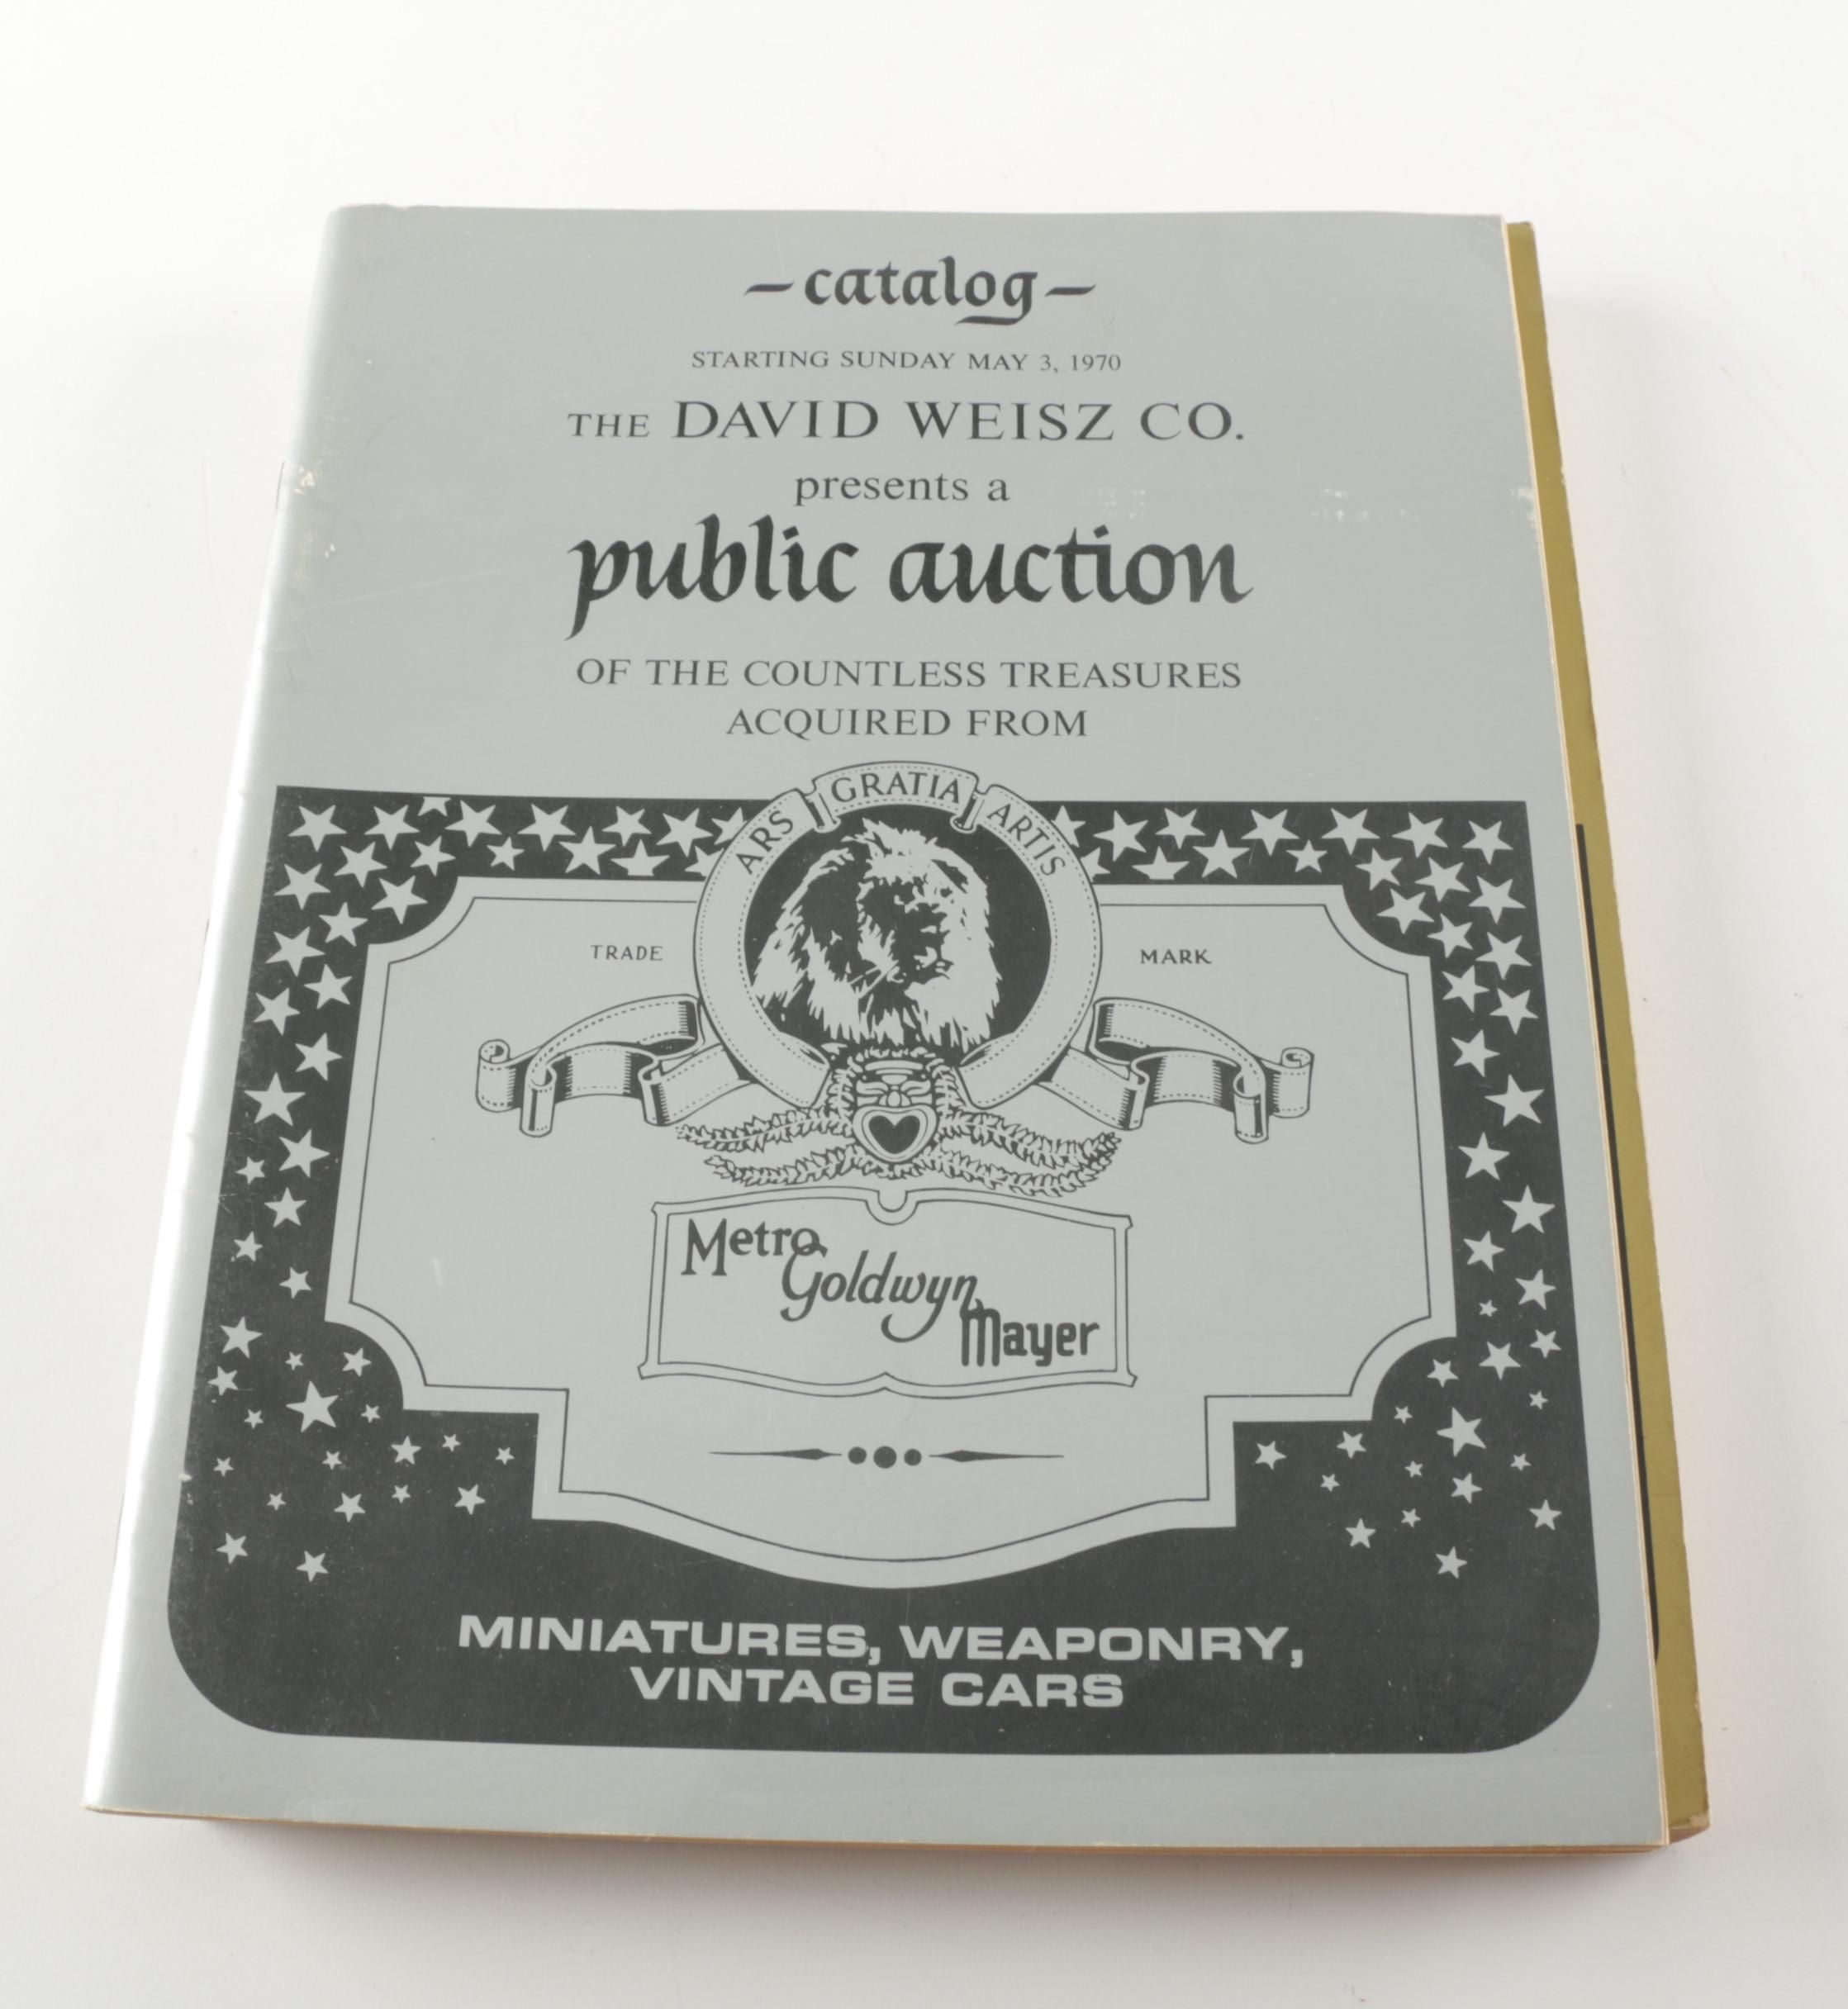 -catalog-
STARTING SUNDAY MAY 3, 1970
THE DAVID WEISZ CO.
presents a
public auction
OF THE COUNTLESS TREASURES
ACQUIRED FROM
ARS GRATIA ARTIS
TRADE MARK
Metro
Goldwyn
Mayer
MINIATURES, WEAPONRY,
VINTAGE CARS